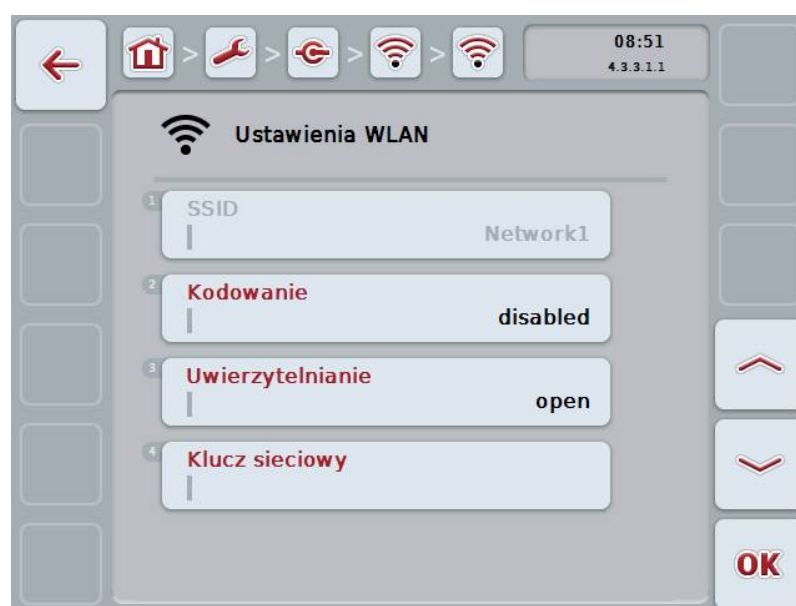 > > > >
08:51
4.3.3.1.1
Ustawienia WLAN
1
SSID
Network1
2
Kodowanie
disabled
3
Uwierzytelnianie
open
4
Klucz sieciowy
OK